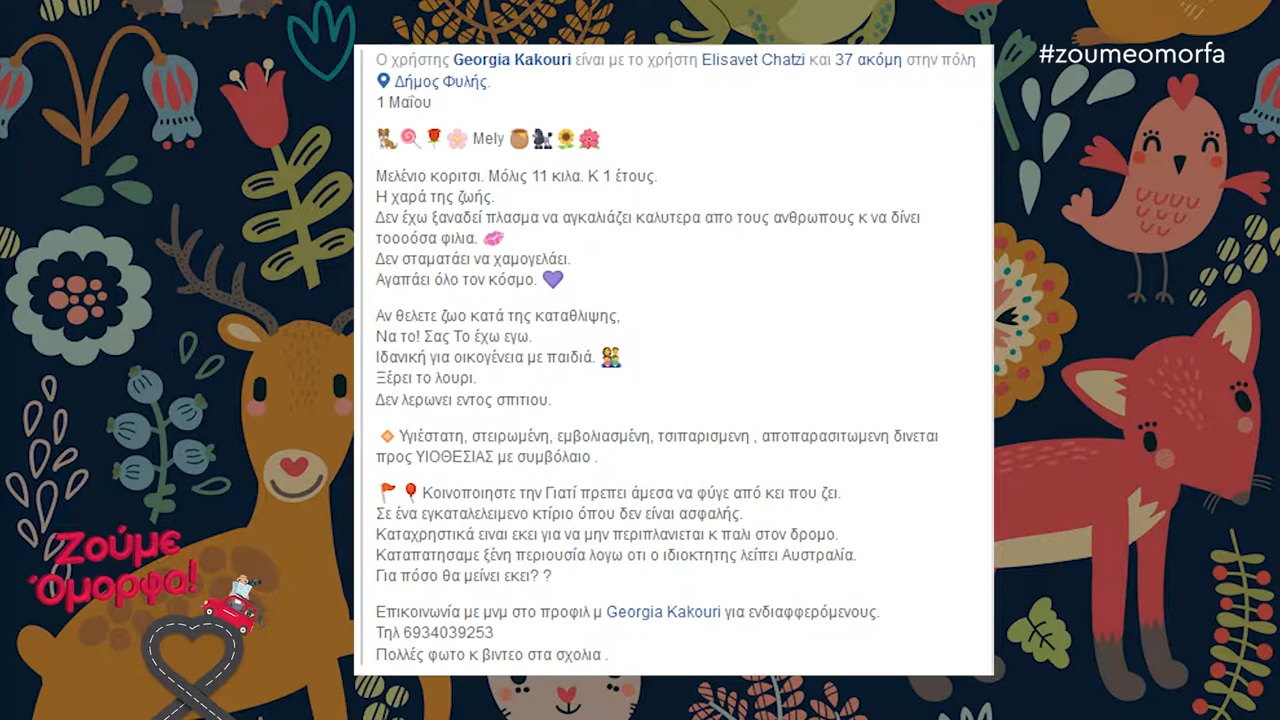 #zoumeomorfa
Ο χρήστης Georgia Kakouri είναι με το χρήστη Elisavet Chatzi και 37 ακόμη στην πόλη
Δήμος Φυλής.
1 Μαΐου
Mely
Μελένιο κοριτσι. Μόλις 11 κιλα. Κ 1 έτους.
Η χαρά της ζωής.
Δεν έχω ξαναδεί πλασμα να αγκαλιάζει καλυτερα απο τους ανθρωπους κ να δίνει
τοοοόσα φιλια. 💋
Δεν σταματάει να χαμογελάει.
Αγαπάει όλο τον κόσμο. 💜
Αν θελετε ζωο κατά της καταθλιψης,
Να το! Σας Το έχω εγω.
Ιδανική για οικογένεια με παιδιά.
Ξέρει το λουρι.
Δεν λερωνει εντος σπιτιου.
🔸 Υγιέστατη, στειρωμένη, εμβολιασμένη, τσιπαρισμενη , αποπαρασιτωμενη δινεται
προς ΥΙΟΘΕΣΙΑΣ με συμβόλαιο .
🚩 🎈Κοινοποιηστε την Γιατί πρεπει άμεσα να φύγε από κει που ζει.
Σε ένα εγκαταλελειμενο κτίριο όπου δεν είναι ασφαλής.
Καταχρηστικά ειναι εκει για να μην περιπλανιεται κ παλι στον δρομο.
Καταπατησαμε ξένη περιουσία λογω οτι ο ιδιοκτητης λείπει Αυστραλία.
Για πόσο θα μείνει εκει? ?
Επικοινωνία με μνμ στο προφιλ μ Georgia Kakouri για ενδιαφφερόμενους.
Τηλ 6934039253
Πολλές φωτο κ βιντεο στα σχολια .
Ζούμε
Όμορφα!